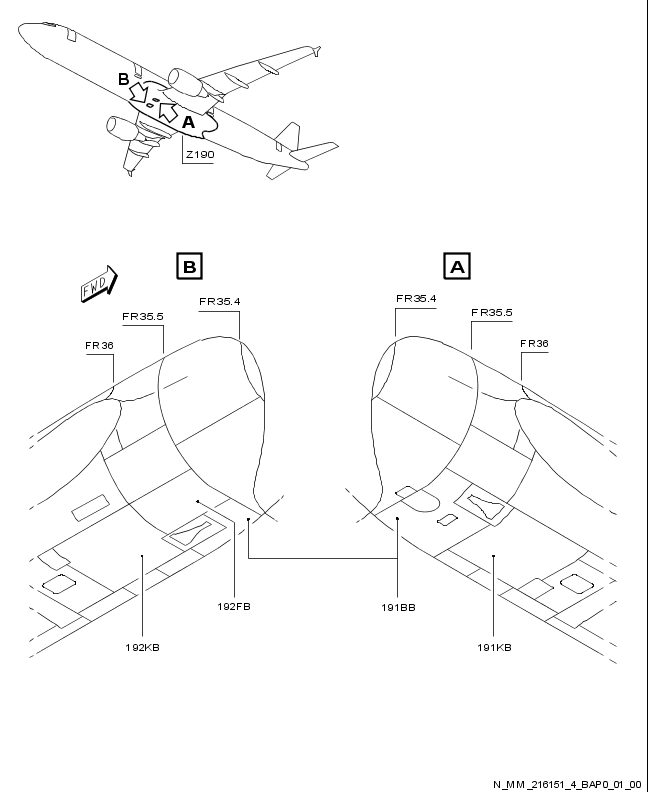 B
A
Z190
B
A
FWD
FR35.4
FR35.4
FR35.5
FR35.5
FR36
FR36
192FB
191BB
192KB
191KB
N_MM_216151_4_BAP0_01_00